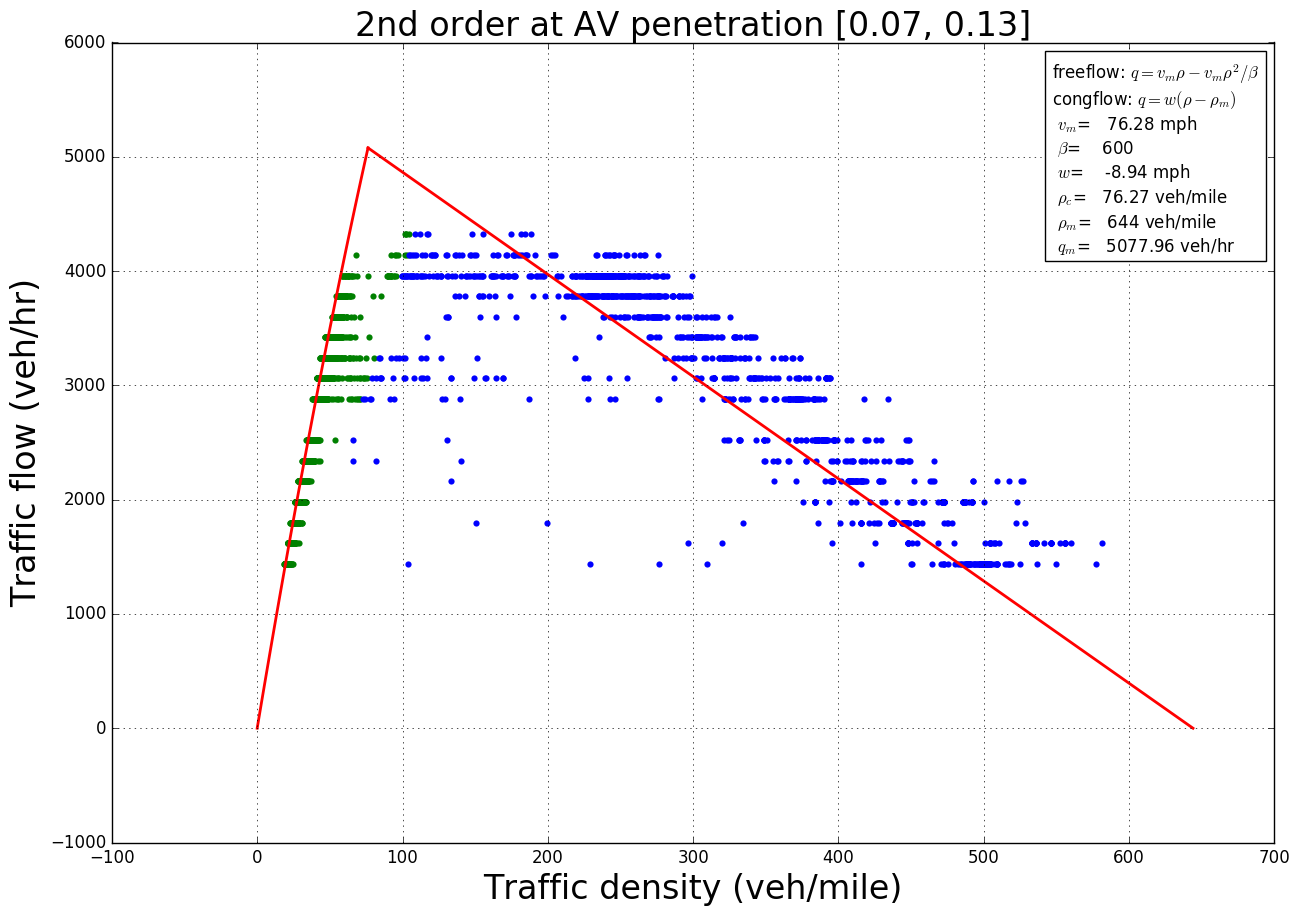 2nd order at AV penetration [0.07, 0.13]
6000
5000
4000
3000
2000
1000
0
−1000
Traffic flow (veh/hr)
freeflow: q = v_m ρ − v_m ρ²/β
congflow: q = w(ρ − ρ_m)
v_m= 76.28 mph
β= 600
w= -8.94 mph
ρ_c= 76.27 veh/mile
ρ_m= 644 veh/mile
q_m= 5077.96 veh/hr
−100 0 100 200 300 400 500 600 700
Traffic density (veh/mile)